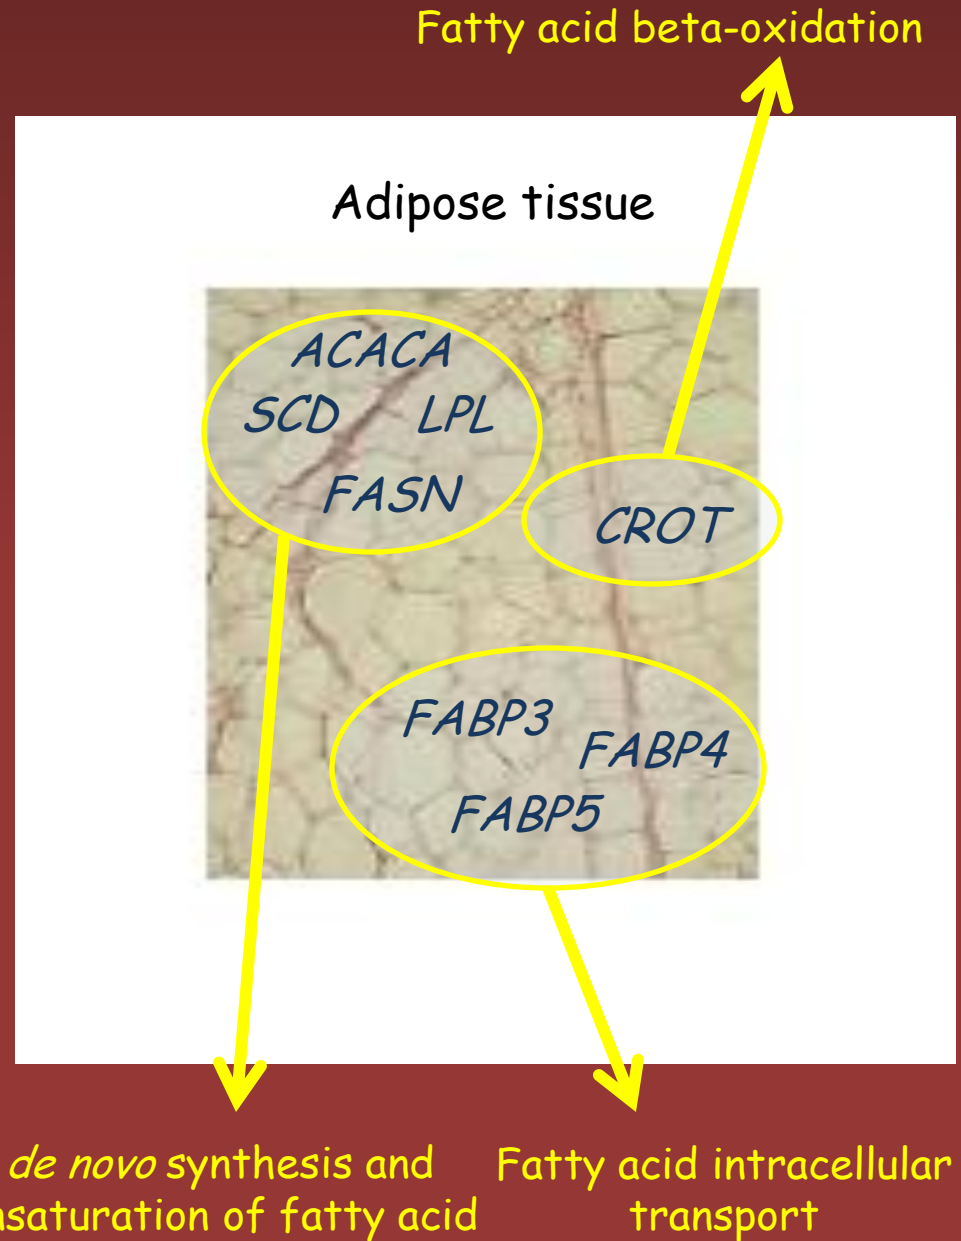 Fatty acid beta-oxidation
Adipose tissue
ACACA
SCD LPL
FASN
CROT
FABP3
FABP4
FABP5
de novo synthesis and
of fatty acid
Fatty acid intracellular
transport